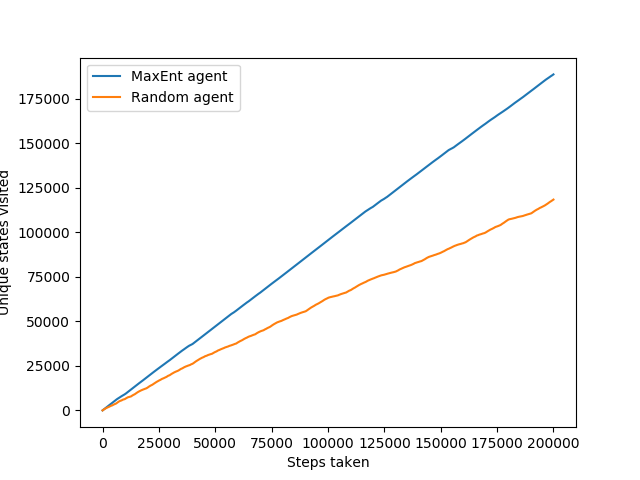 MaxEnt agent
Random agent
175000
150000
125000
100000
75000
50000
25000
0
Unique states visited
0 25000 50000 75000 100000 125000 150000 175000 200000
Steps taken